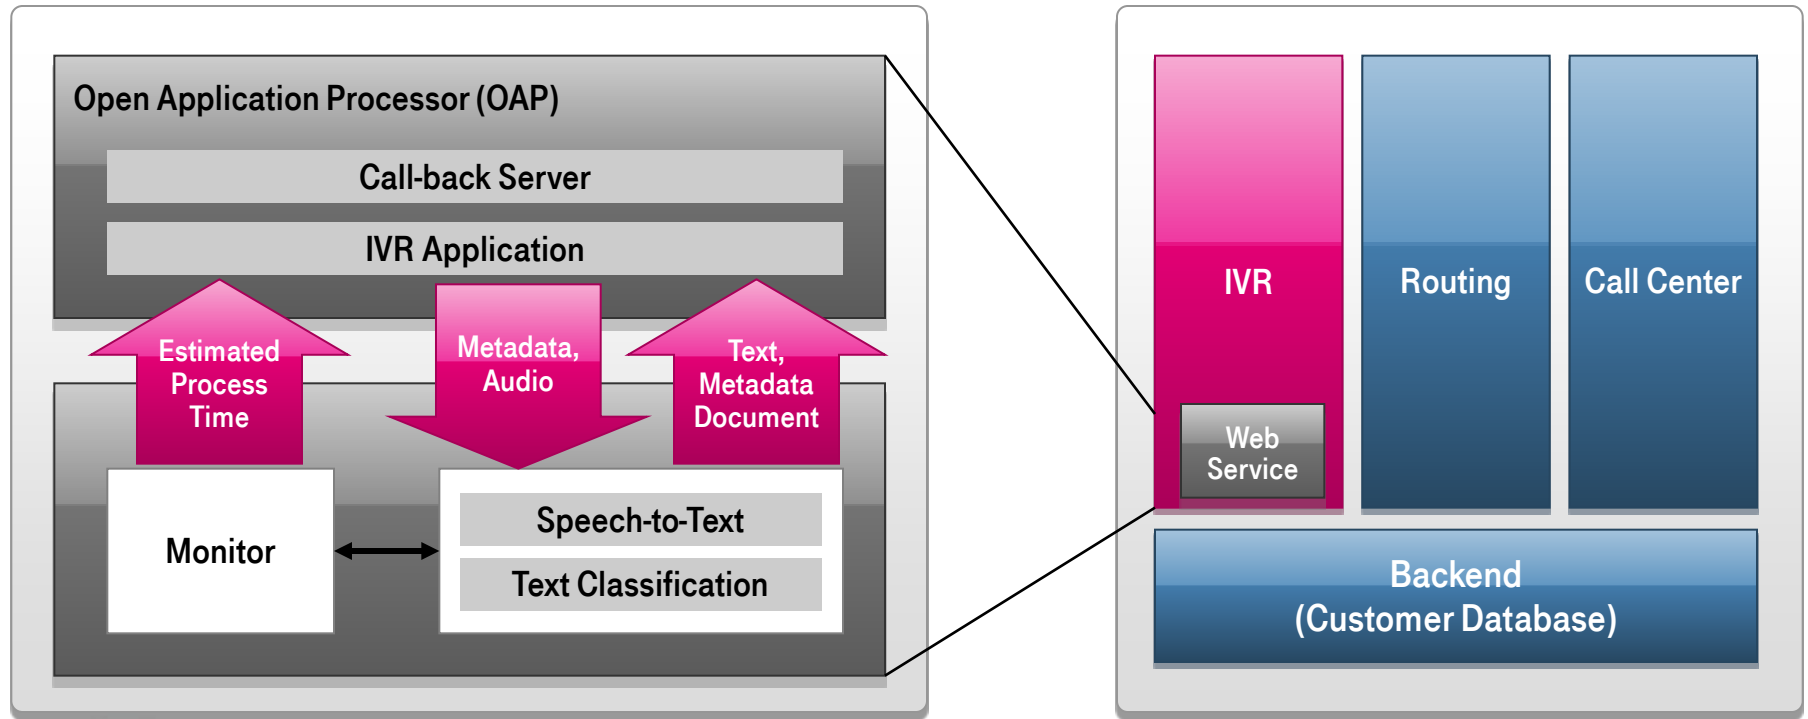 Open Application Processor (OAP)
Call-back Server
IVR Application
Estimated
Process
Time
Metadata,
Audio
Text,
Metadata
Document
Monitor
Speech-to-Text
Text Classification
IVR
Routing
Call Center
Web
Service
Backend
(Customer Database)